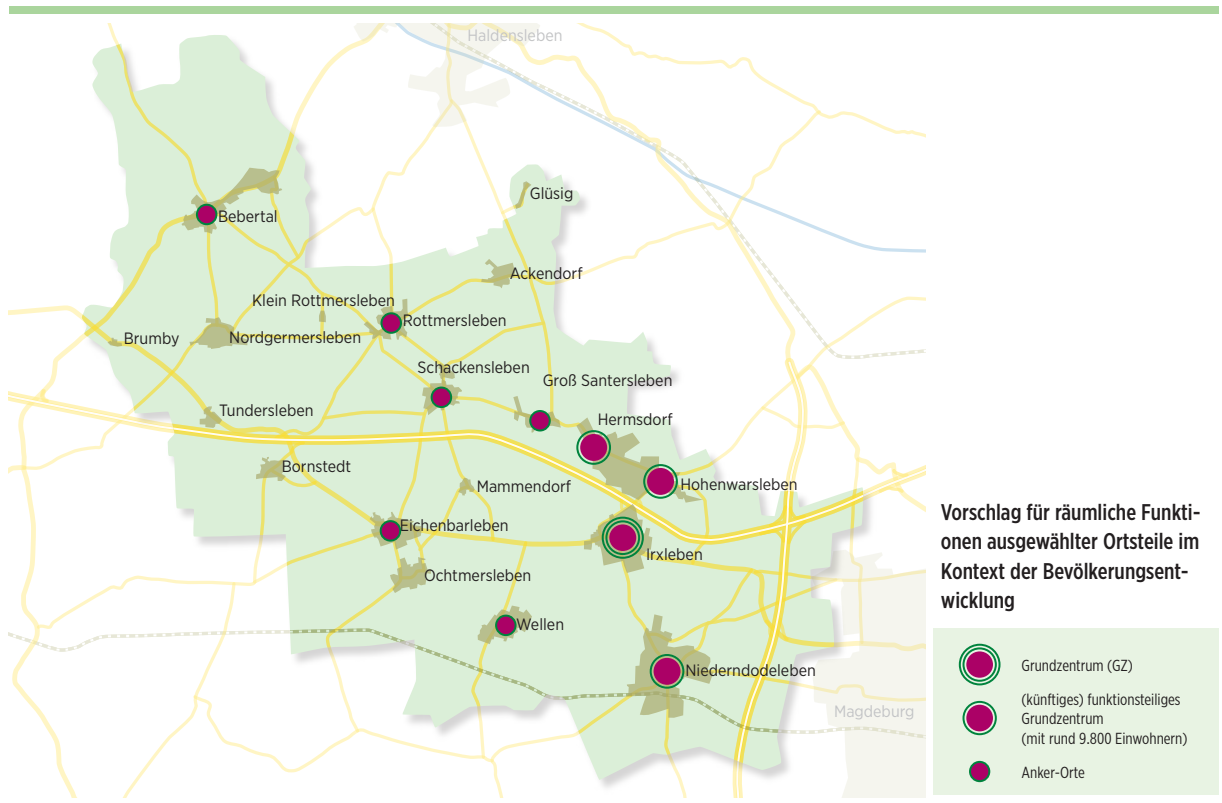 Haldensleben
Glüsig
Bebertal
Ackendorf
Klein Rottmersleben
Rottmersleben
Brumby
Nordgermersleben
Schackensleben
Groß Santersleben
Tundersleben
Hermsdorf
Bornstedt
Mammendorf
Hohenwarsleben
Eichenbarleben
Irxleben
Ochtmersleben
Wellen
Niederndodeleben
Magdeburg
Vorschlag für räumliche Funkti-
onen ausgewählter Ortsteile im
Kontext der Bevölkerungsent-
wicklung
Grundzentrum (GZ)
(künftiges) funktionsteiliges
Grundzentrum
(mit rund 9.800 Einwohnern)
Anker-Orte